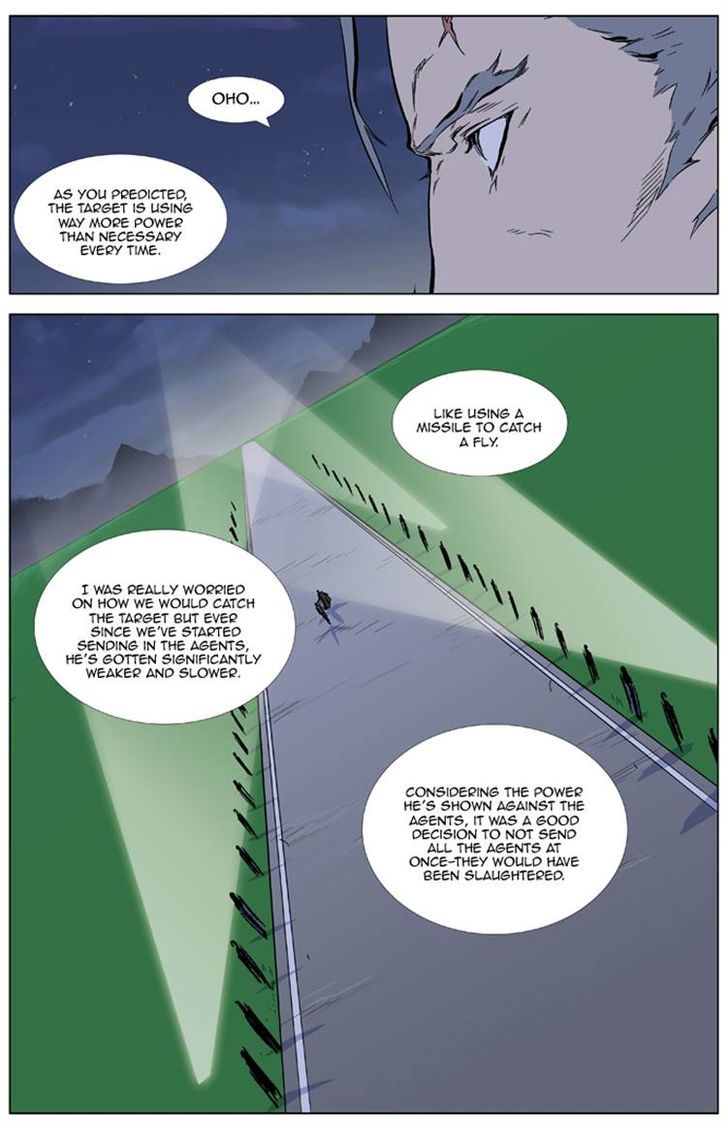 OHO...
AS YOU PREDICTED,
THE TARGET IS USING
WAY MORE POWER
THAN NECESSARY
EVERY TIME.
LIKE USING A
MISSILE TO CATCH
A FLY.
I WAS REALLY WORRIED
ON HOW WE WOULD CATCH
THE TARGET BUT EVER
SINCE WE'VE STARTED
SENDING IN THE AGENTS,
HE'S GOTTEN SIGNIFICANTLY
WEAKER AND SLOWER.
CONSIDERING THE POWER
HE'S SHOWN AGAINST THE
AGENTS, IT WAS A GOOD
DECISION TO NOT SEND
ALL THE AGENTS AT
ONCE-THEY WOULD HAVE
BEEN SLAUGHTERED.